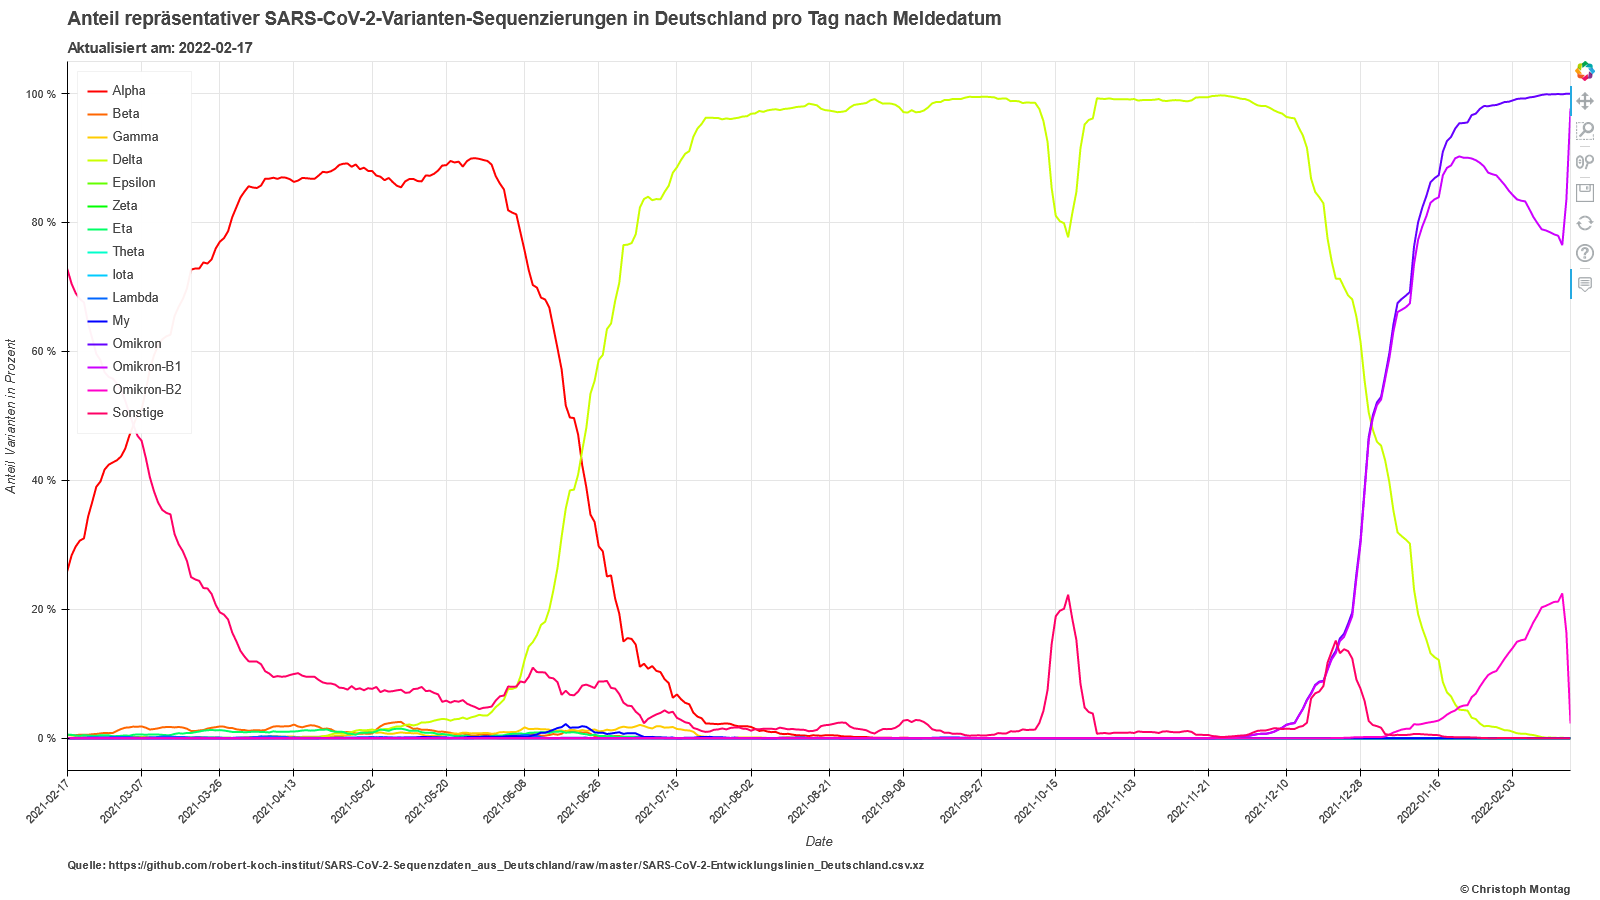 Anteil repräsentativer SARS-CoV-2-Varianten-Sequenzierungen in Deutschland pro Tag nach Meldedatum
Aktualisiert am: 2022-02-17
Alpha
Beta
Gamma
Delta
Epsilon
Zeta
Eta
Theta
Iota
Lambda
My
Omikron
Omikron-B1
Omikron-B2
Sonstige
100 %
80 %
60 %
40 %
20 %
0 %
Anteil Varianten in Prozent
2021-02-17
2021-03-07
2021-03-26
2021-04-13
2021-05-02
2021-05-20
2021-06-08
2021-06-26
2021-07-15
2021-08-02
2021-08-21
2021-09-08
2021-09-27
2021-10-15
2021-11-03
2021-11-21
2021-12-10
2021-12-28
2022-01-16
2022-02-03
Date
Quelle: https://github.com/robert-koch-institut/SARS-CoV-2-Sequenzdaten_aus_Deutschland/raw/master/SARS-CoV-2-Entwicklungslinien_Deutschland.csv.xz
© Christoph Montag